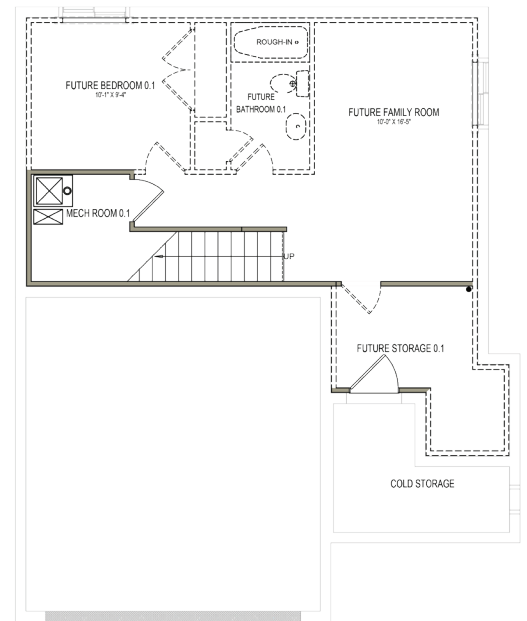 ROUGH-IN
FUTURE BEDROOM 0.1
10'-1" X 9'-4"
FUTURE
BATHROOM 0.1
FUTURE FAMILY ROOM
10'-0" X 16'-5"
MECH ROOM 0.1
UP
FUTURE STORAGE 0.1
COLD STORAGE